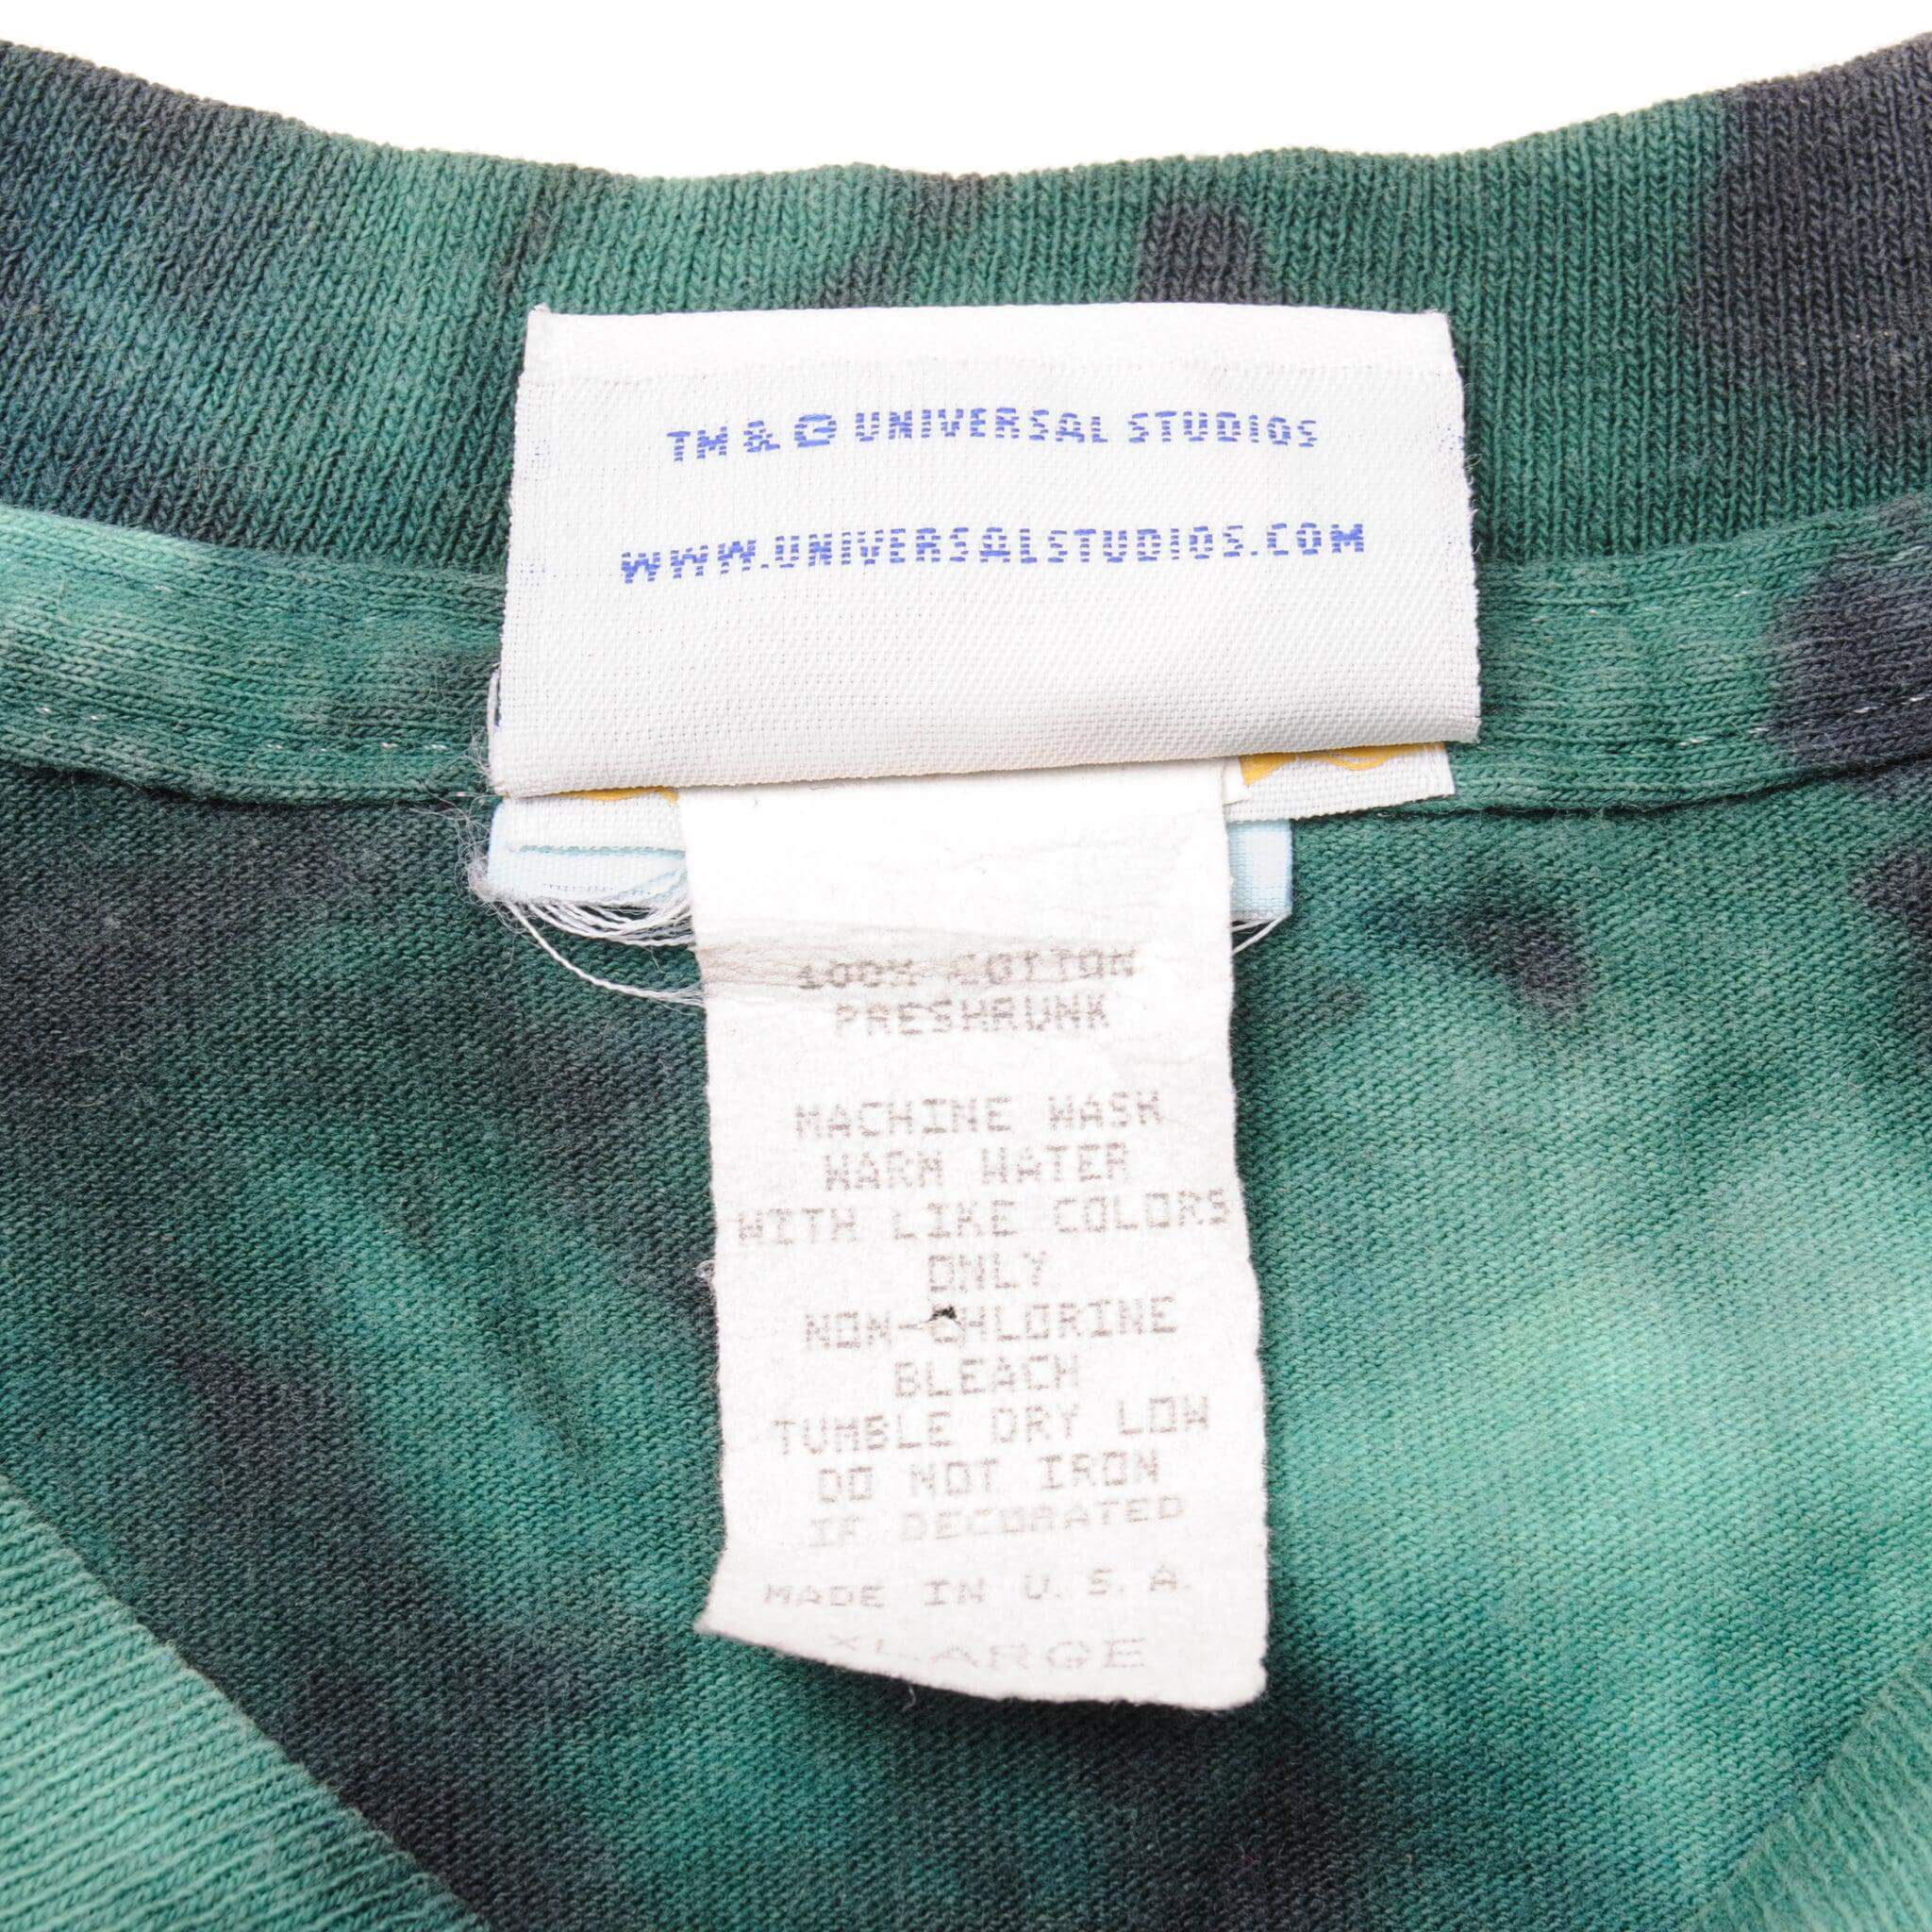 TM & © UNIVERSAL STUDIOS
WWW.UNIVERSALSTUDIOS.COM
100% COTTON
PRESHRUNK
MACHINE WASH
WARM WATER
WITH LIKE COLORS
ONLY
NON-CHLORINE
BLEACH
TUMBLE DRY LOW
DO NOT IRON
IF DECORATED
MADE IN U.S.A.
XLARGE